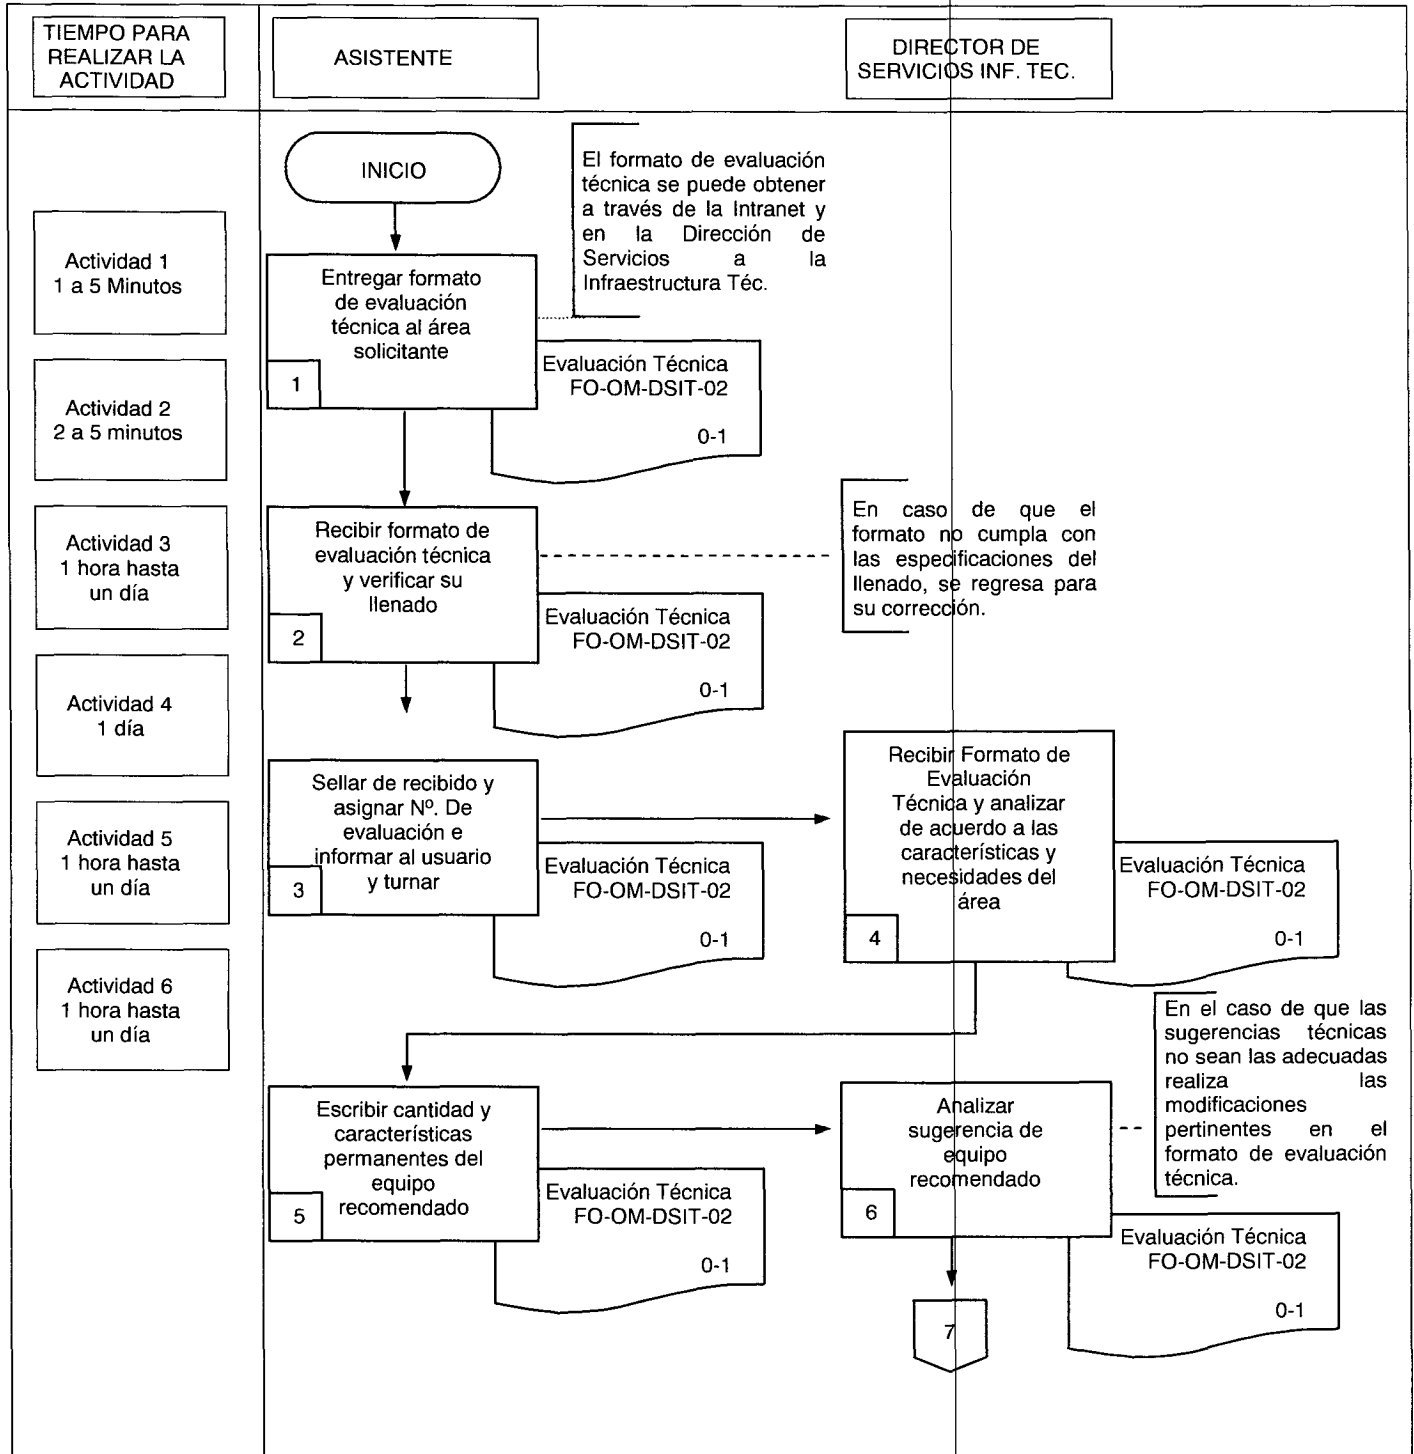 TIEMPO PARA
REALIZAR LA
ACTIVIDAD
ASISTENTE
DIRECTOR DE
SERVICIOS INF. TEC.
INICIO
El formato de evaluación
técnica se puede obtener
a través de la Intranet y
en la Dirección de
Servicios a la
Infraestructura Téc.
Actividad 1
1 a 5 Minutos
Entregar formato
de evaluación
técnica al área
solicitante
1
Evaluación Técnica
FO-OM-DSIT-02
0-1
Actividad 2
2 a 5 minutos
Recibir formato de
evaluación técnica
y verificar su
llenado
2
Evaluación Técnica
FO-OM-DSIT-02
0-1
En caso de que el
formato no cumpla con
las especificaciones del
llenado, se regresa para
su corrección.
Actividad 3
1 hora hasta
un día
Actividad 4
1 día
Sellar de recibido y
asignar Nº. De
evaluación e
informar al usuario
y turnar
3
Evaluación Técnica
FO-OM-DSIT-02
0-1
Recibir Formato de
Evaluación
Técnica y analizar
de acuerdo a las
características y
necesidades del
área
4
Evaluación Técnica
FO-OM-DSIT-02
0-1
Actividad 5
1 hora hasta
un día
Actividad 6
1 hora hasta
un día
Escribir cantidad y
características
permanentes del
equipo
recomendado
5
Evaluación Técnica
FO-OM-DSIT-02
0-1
Analizar
sugerencia de
equipo
recomendado
6
En el caso de que las
sugerencias técnicas
no sean las adecuadas
realiza las
modificaciones
pertinentes en el
formato de evaluación
técnica.
Evaluación Técnica
FO-OM-DSIT-02
0-1
7